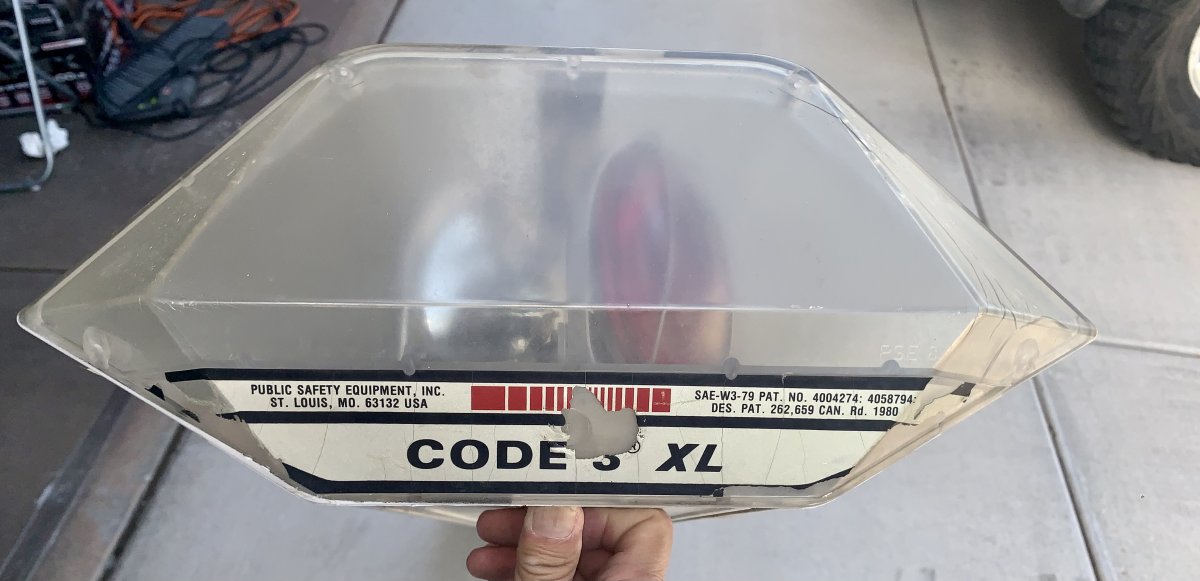 PUBLIC SAFETY EQUIPMENT, INC.
ST. LOUIS, MO. 63132 USA
SAE-W3-79 PAT. NO. 4004274: 4058794:
DES. PAT. 262,659 CAN. Rd. 1980
CODE 3® XL